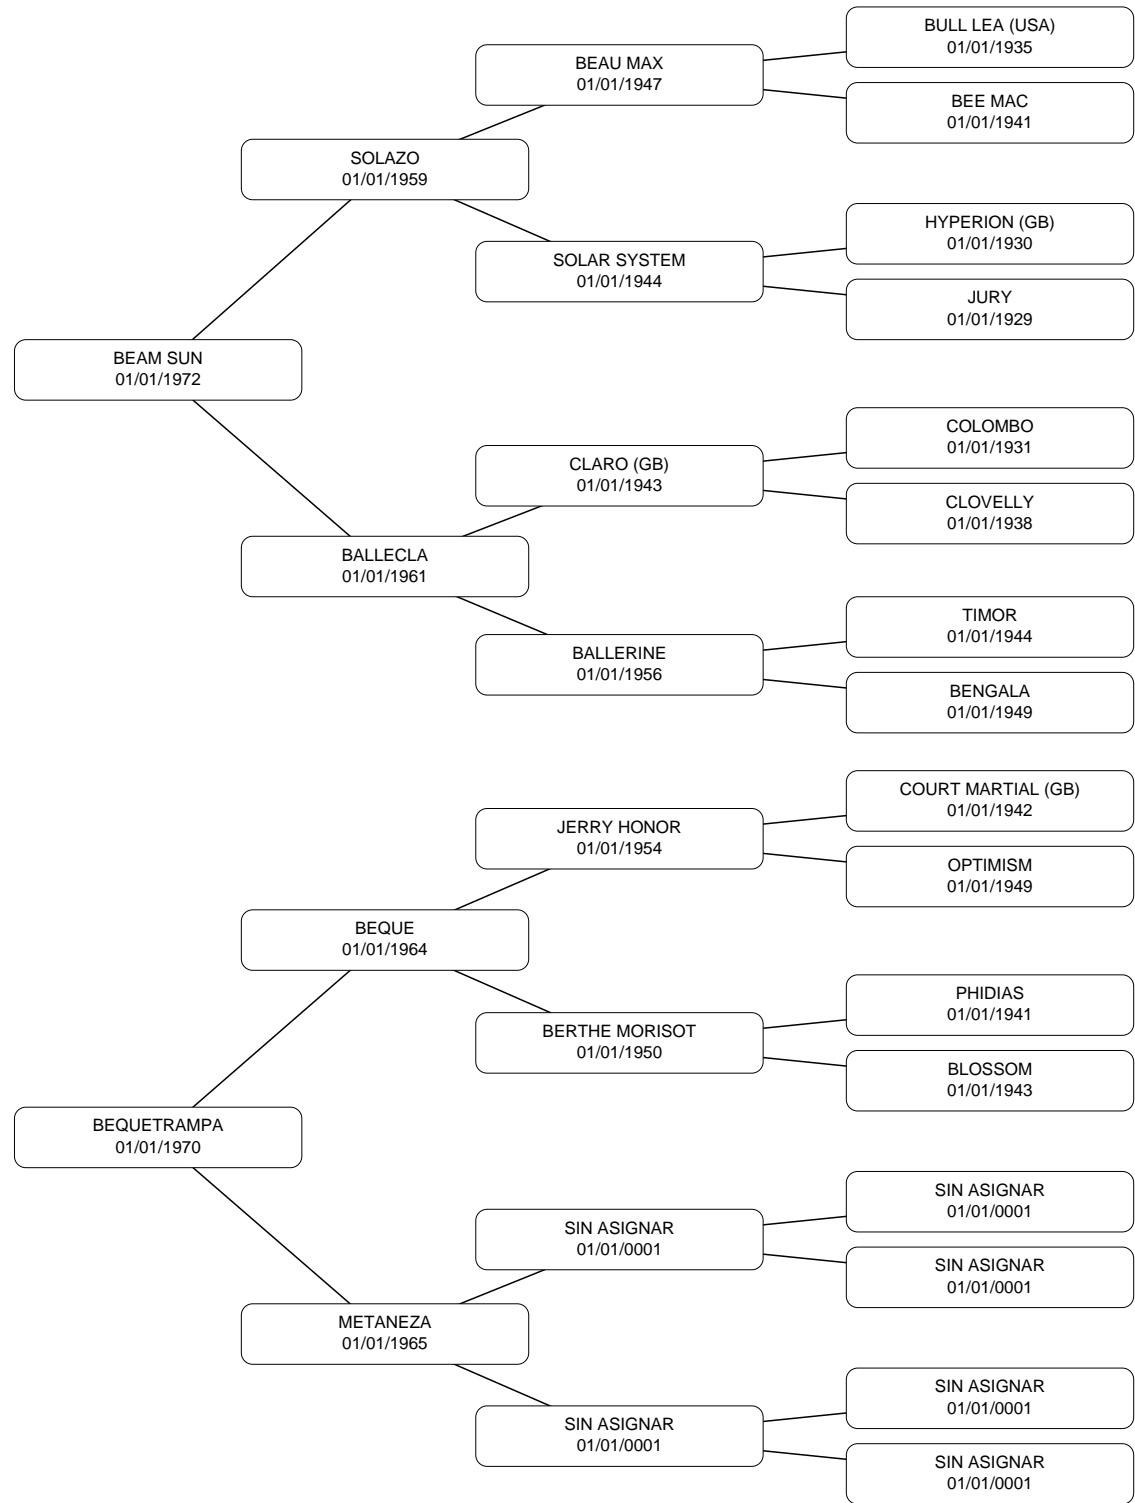 BULL LEA (USA)
01/01/1935
BEAU MAX
01/01/1947
BEE MAC
01/01/1941
SOLAZO
01/01/1959
HYPERION (GB)
01/01/1930
SOLAR SYSTEM
01/01/1944
JURY
01/01/1929
BEAM SUN
01/01/1972
COLOMBO
01/01/1931
CLARO (GB)
01/01/1943
CLOVELLY
01/01/1938
BALLECLA
01/01/1961
TIMOR
01/01/1944
BALLERINE
01/01/1956
BENGALA
01/01/1949
COURT MARTIAL (GB)
01/01/1942
JERRY HONOR
01/01/1954
OPTIMISM
01/01/1949
BEQUE
01/01/1964
PHIDIAS
01/01/1941
BERTHE MORISOT
01/01/1950
BLOSSOM
01/01/1943
BEQUETRAMPA
01/01/1970
SIN ASIGNAR
01/01/0001
SIN ASIGNAR
01/01/0001
SIN ASIGNAR
01/01/0001
METANEZA
01/01/1965
SIN ASIGNAR
01/01/0001
SIN ASIGNAR
01/01/0001
SIN ASIGNAR
01/01/0001